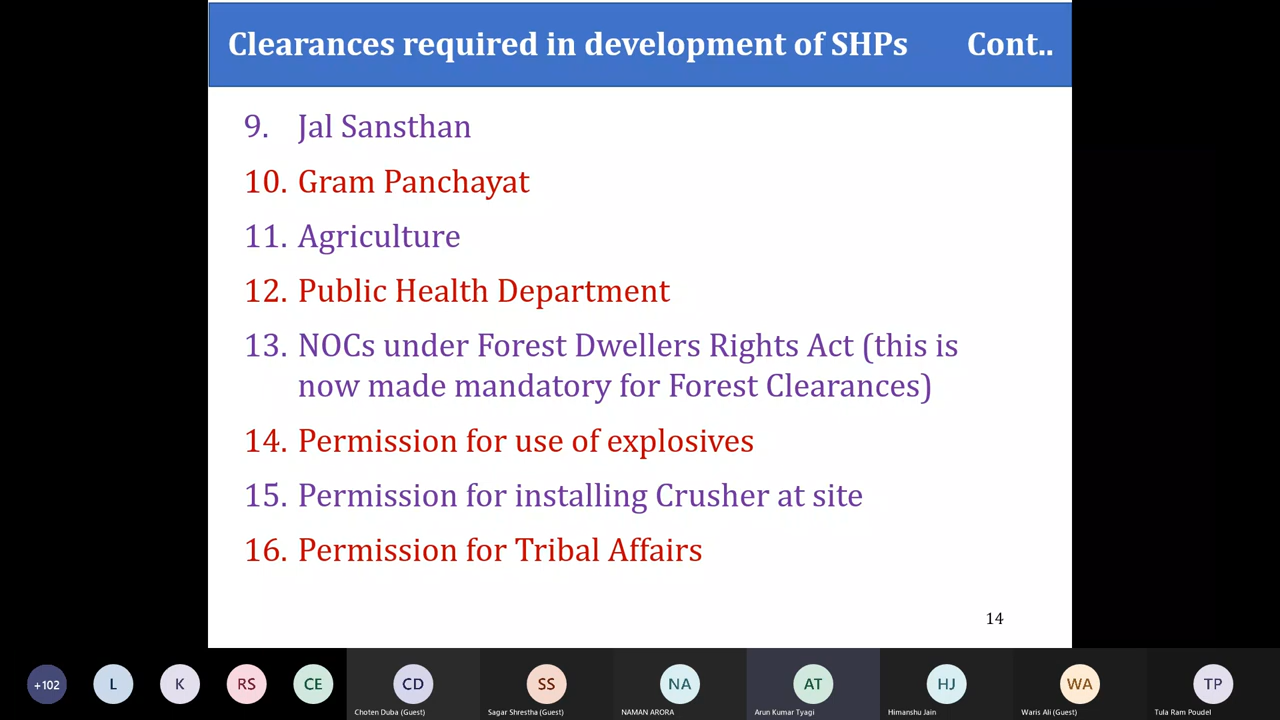 Clearances required in development of SHPs Cont..
9. Jal Sansthan
10. Gram Panchayat
11. Agriculture
12. Public Health Department
13. NOCs under Forest Dwellers Rights Act (this is
now made mandatory for Forest Clearances)
14. Permission for use of explosives
15. Permission for installing Crusher at site
16. Permission for Tribal Affairs
14
+102 L K RS CE CD SS NA AT HJ WA TP
Choten Duba (Guest) Sagar Shrestha (Guest) NAMAN ARORA Arun Kumar Tyagi Himanshu Jain Waris Ali (Guest) Tula Ram Poudel